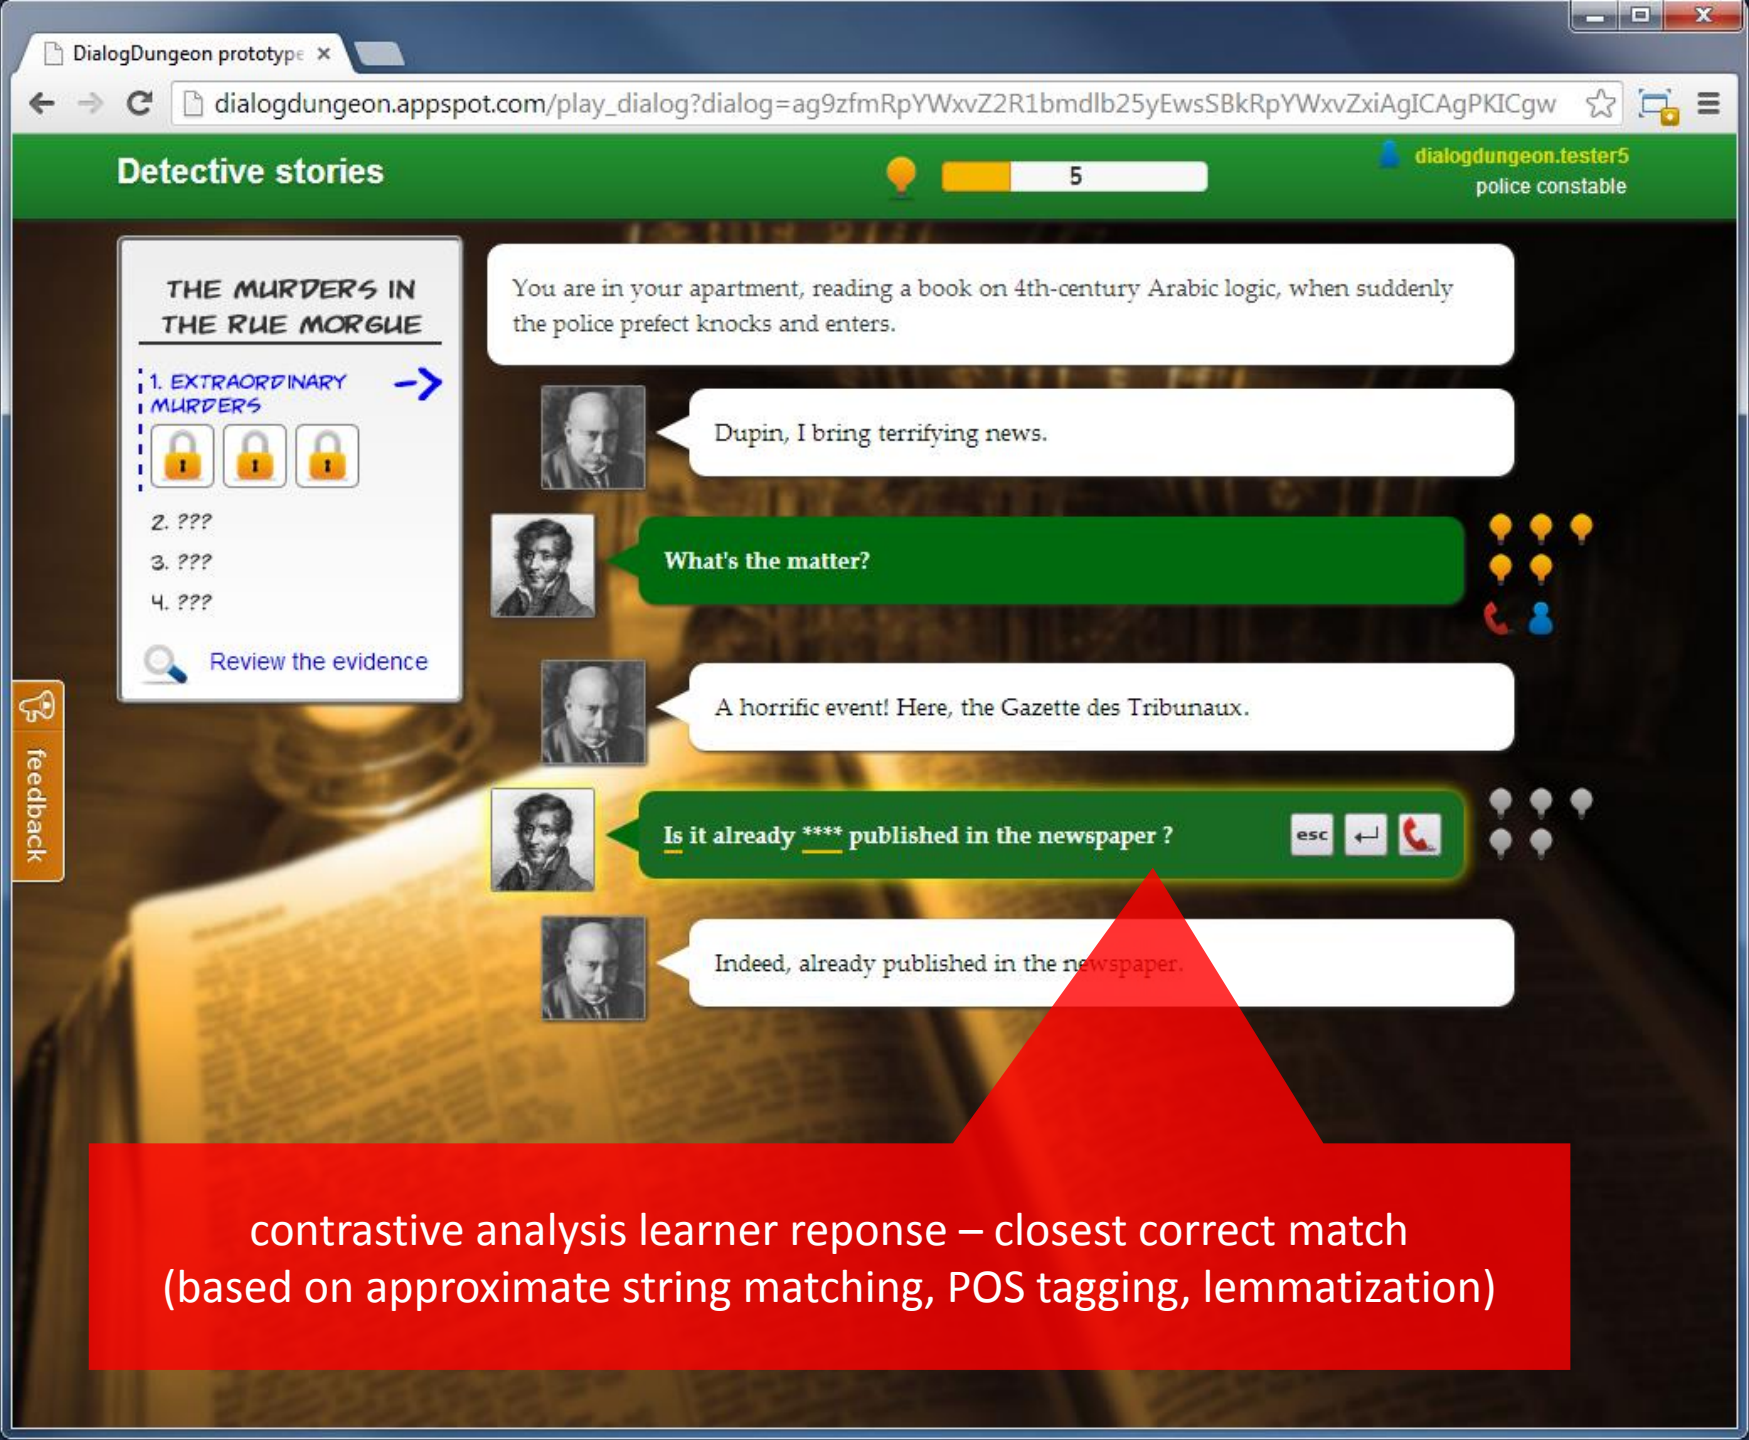 DialogDungeon prototype
dialogdungeon.appspot.com/play_dialog?dialog=ag9zfmRpYWxvZ2R1bmdlb25yEwsSBkRpYWxvZxiAgICAgPKICgw
Detective stories
5
dialogdungeon.tester5
police constable
THE MURDERS IN
THE RUE MORGUE
1. EXTRAORDINARY
MURDERS
2. ???
3. ???
4. ???
Review the evidence
feedback
You are in your apartment, reading a book on 4th-century Arabic logic, when suddenly
the police prefect knocks and enters.
Dupin, I bring terrifying news.
What's the matter?
A horrific event! Here, the Gazette des Tribunaux.
Is it already **** published in the newspaper ?
esc
Indeed, already published in the newspaper.
contrastive analysis learner reponse – closest correct match
(based on approximate string matching, POS tagging, lemmatization)